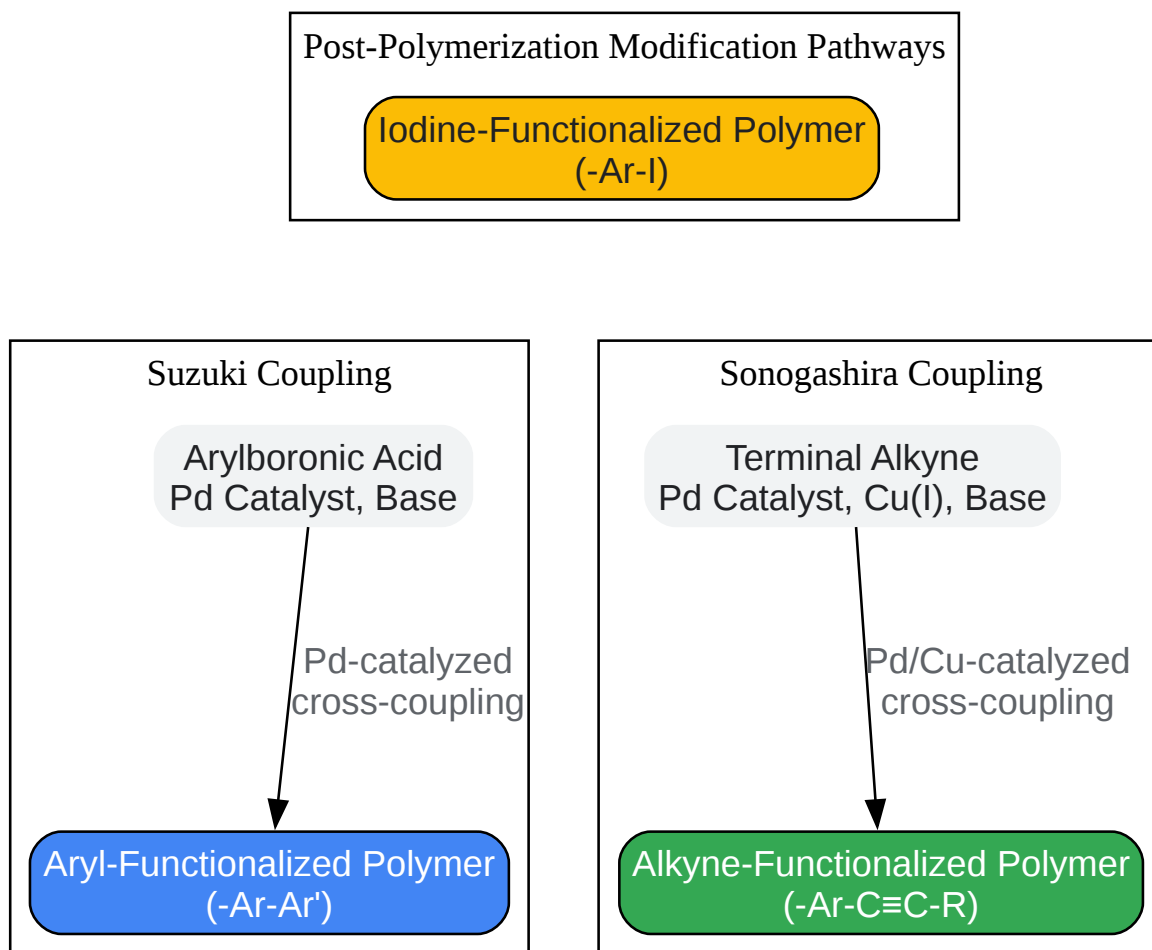 Post-Polymerization Modification Pathways
Iodine-Functionalized Polymer
(-Ar-I)
Suzuki Coupling
Arylboronic Acid
Pd Catalyst, Base
Pd-catalyzed
cross-coupling
Aryl-Functionalized Polymer
(-Ar-Ar')
Sonogashira Coupling
Terminal Alkyne
Pd Catalyst, Cu(I), Base
Pd/Cu-catalyzed
cross-coupling
Alkyne-Functionalized Polymer
(-Ar-C≡C-R)